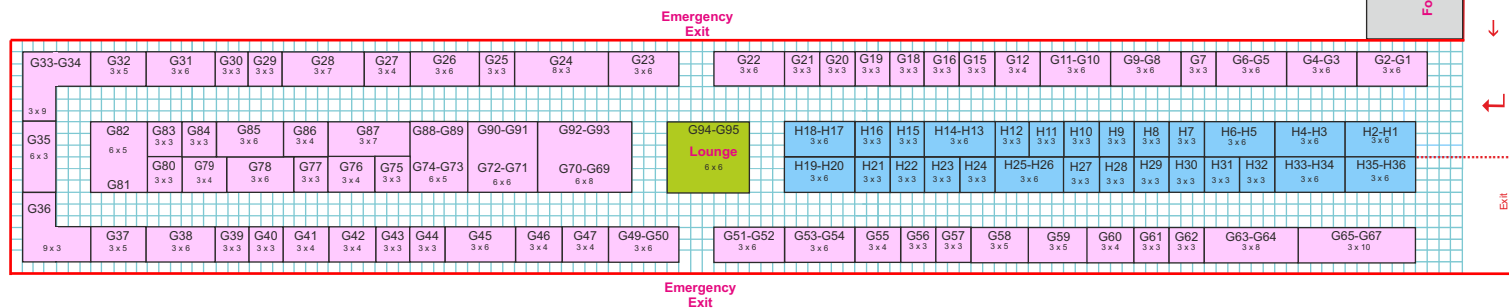 Fo
Emergency
Exit
G33-G34
3 x 9
G32
3 x 5
G31
3 x 6
G30
3 x 3
G29
3 x 3
G28
3 x 7
G27
3 x 4
G26
3 x 6
G25
3 x 3
G24
8 x 3
G23
3 x 6
G22
3 x 6
G21
3 x 3
G20
3 x 3
G19
3 x 3
G18
3 x 3
G16
3 x 3
G15
3 x 3
G12
3 x 4
G11-G10
3 x 6
G9-G8
3 x 6
G7
3 x 3
G6-G5
3 x 6
G4-G3
3 x 6
G2-G1
3 x 6
G35
6 x 3
G82
6 x 5
G81
G83
3 x 3
G84
3 x 3
G85
3 x 6
G86
3 x 4
G87
3 x 7
G88-G89
G74-G73
6 x 5
G90-G91
G72-G71
6 x 6
G92-G93
G70-G69
6 x 8
G80
3 x 3
G79
3 x 4
G78
3 x 6
G77
3 x 3
G76
3 x 4
G75
3 x 3
G94-G95
Lounge
6 x 6
H18-H17
3 x 6
H16
3 x 3
H15
3 x 3
H14-H13
3 x 6
H12
3 x 3
H11
3 x 3
H10
3 x 3
H9
3 x 3
H8
3 x 3
H7
3 x 3
H6-H5
3 x 6
H4-H3
3 x 6
H2-H1
3 x 6
H19-H20
3 x 6
H21
3 x 3
H22
3 x 3
H23
3 x 3
H24
3 x 3
H25-H26
3 x 6
H27
3 x 3
H28
3 x 3
H29
3 x 3
H30
3 x 3
H31
3 x 3
H32
3 x 3
H33-H34
3 x 6
H35-H36
3 x 6
Exit
G36
9 x 3
G37
3 x 5
G38
3 x 6
G39
3 x 3
G40
3 x 3
G41
3 x 4
G42
3 x 4
G43
3 x 3
G44
3 x 3
G45
3 x 6
G46
3 x 4
G47
3 x 4
G49-G50
3 x 6
G51-G52
3 x 6
G53-G54
3 x 6
G55
3 x 4
G56
3 x 3
G57
3 x 3
G58
3 x 5
G59
3 x 5
G60
3 x 4
G61
3 x 3
G62
3 x 3
G63-G64
3 x 8
G65-G67
3 x 10
Emergency
Exit